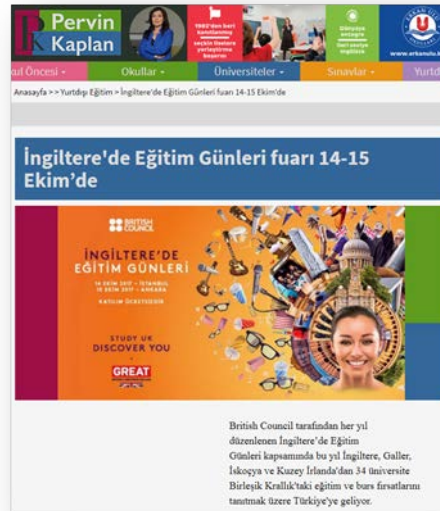 Pervin
Kaplan
1982'den beri
kanıtlanmış
seçkin liselere
yerleştirme
başarısı
Dünyaya
entegre
ileri seviye
İngilizce
www.erkanulu.k
kul Öncesi
Okullar
Üniversiteler
Sınavlar
Yurtd
Anasayfa >> Yurtdışı Eğitim > İngiltere'de Eğitim Günleri fuarı 14-15 Ekim'de
İngiltere'de Eğitim Günleri fuarı 14-15
Ekim'de
BRITISH
COUNCIL
İNGİLTERE'DE
EĞİTİM GÜNLERİ
14 EKİM 2017 – İSTANBUL
15 EKİM 2017 – ANKARA
KATILIM ÜCRETSİZDİR
STUDY UK
DISCOVER YOU
GREAT
British Council tarafından her yıl
düzenlenen İngiltere'de Eğitim
Günleri kapsamında bu yıl İngiltere, Galler,
İskoçya ve Kuzey İrlanda'dan 34 üniversite
Birleşik Krallık'taki eğitim ve burs fırsatlarını
tanıtmak üzere Türkiye'ye geliyor.